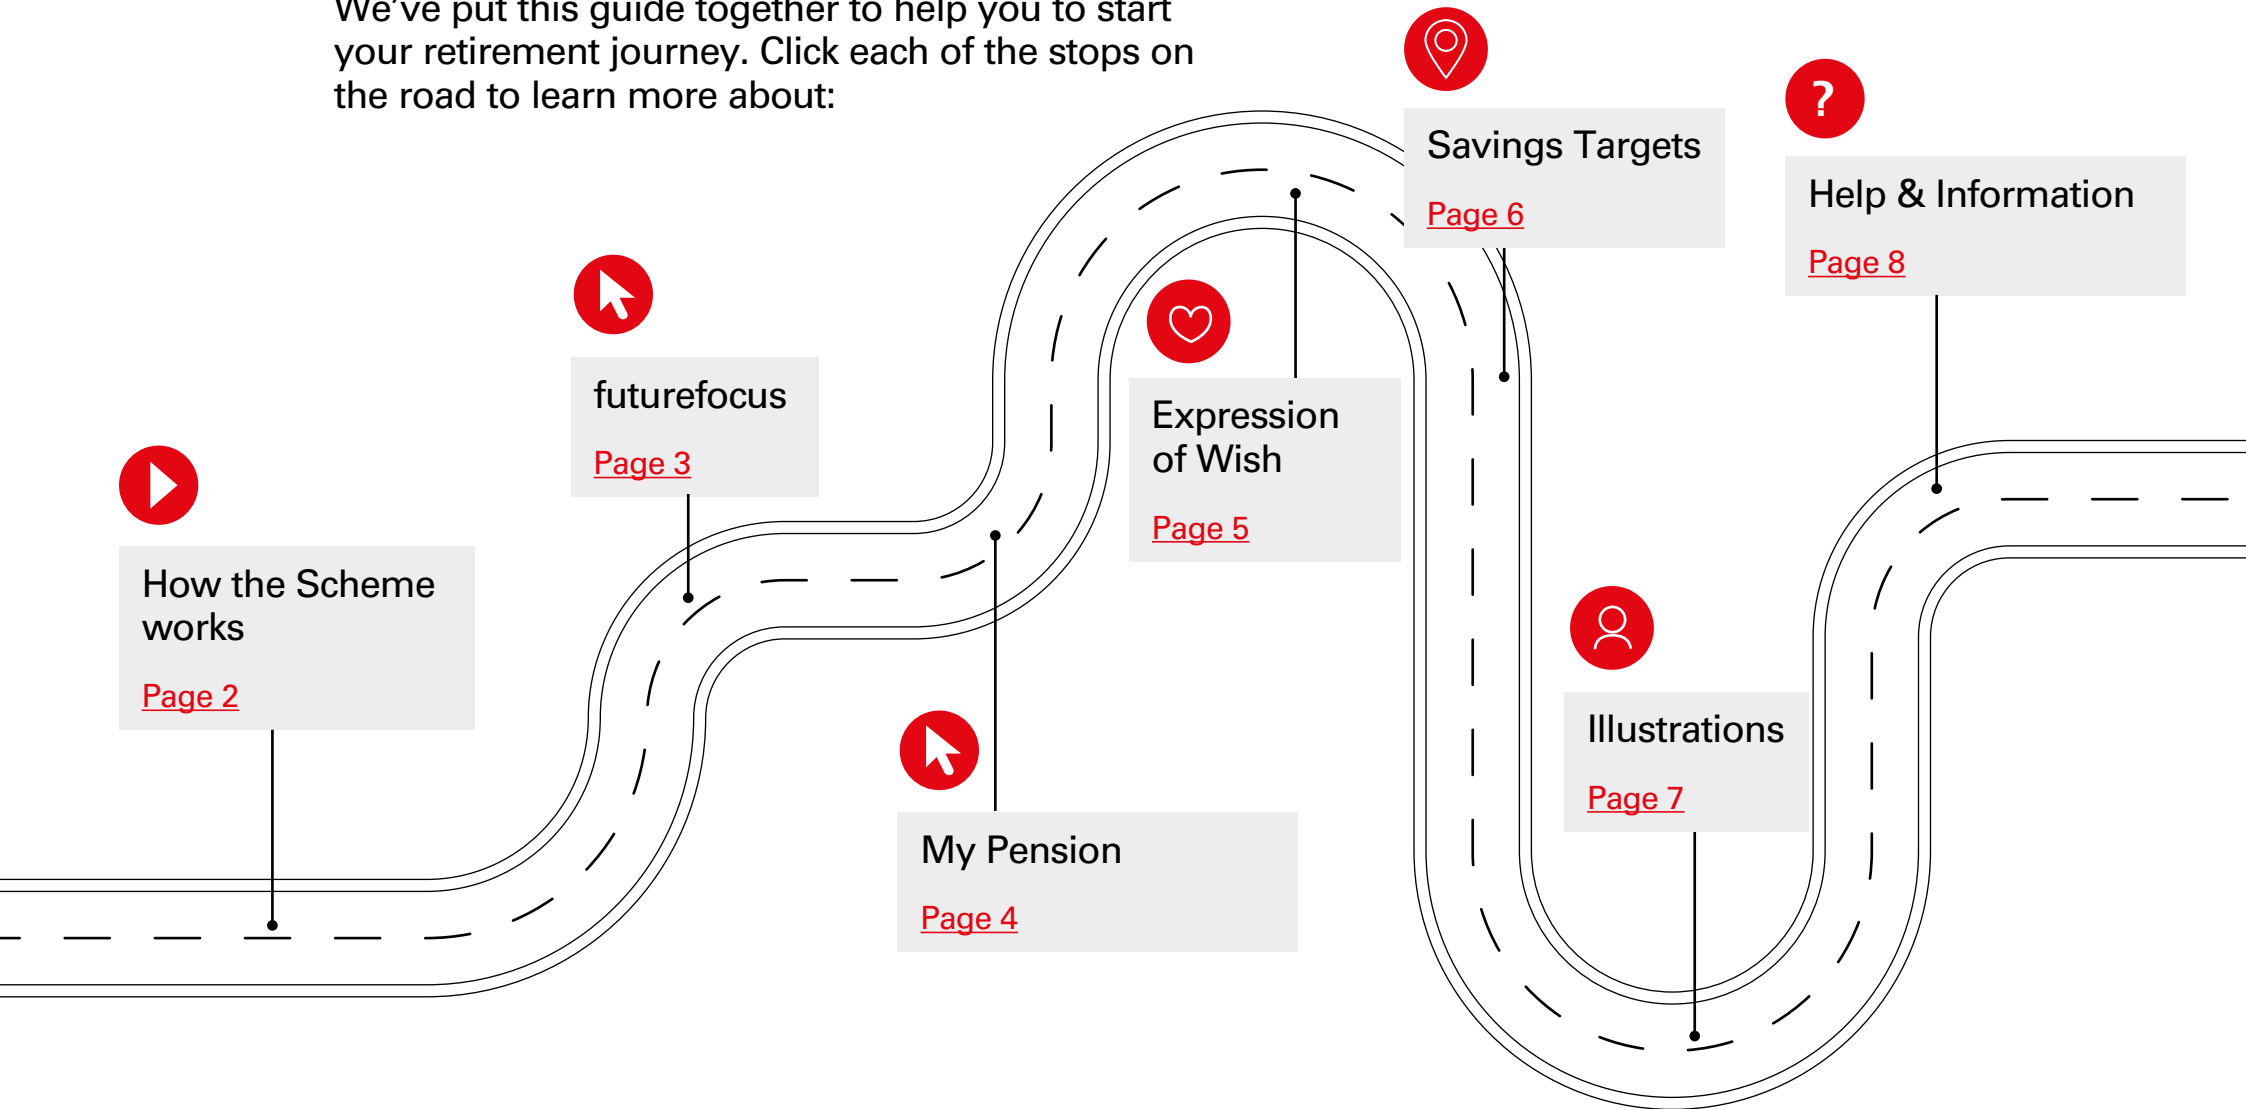 We've put this guide together to help you to start
your retirement journey. Click each of the stops on
the road to learn more about:
How the Scheme
works
Page 2
futurefocus
Page 3
My Pension
Page 4
Expression
of Wish
Page 5
Savings Targets
Page 6
Illustrations
Page 7
?
Help & Information
Page 8